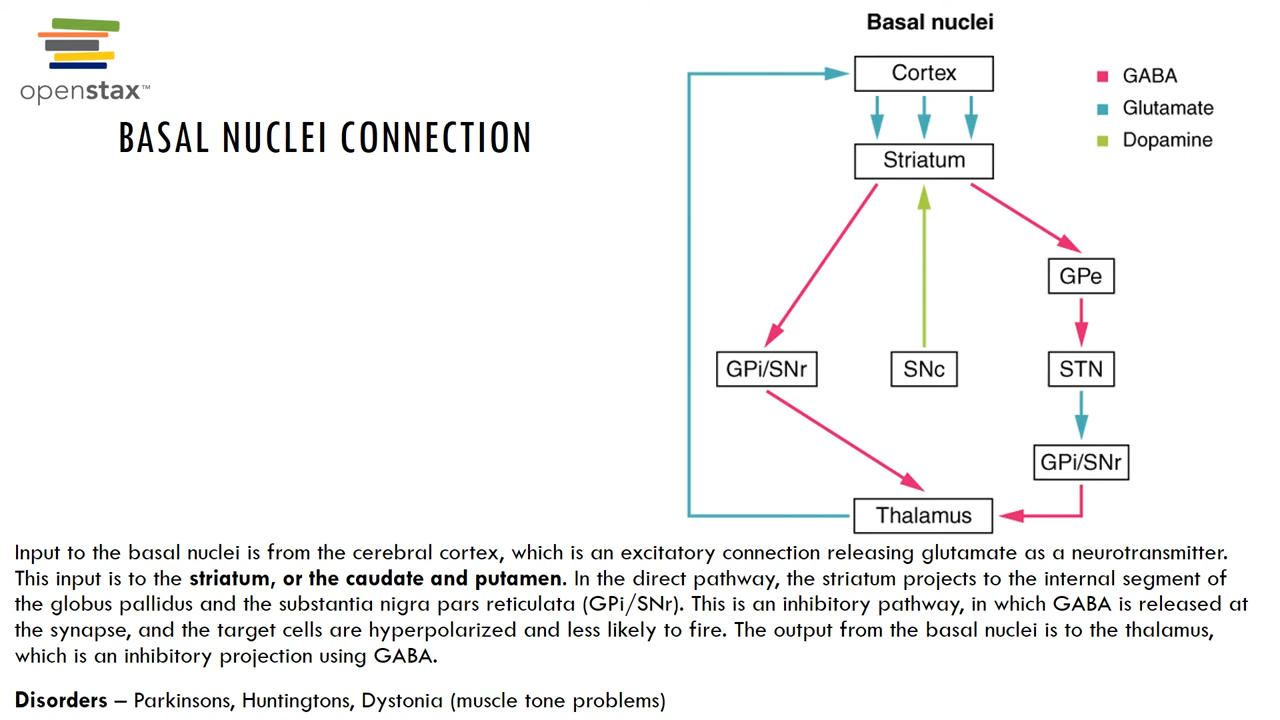 openstax™
BASAL NUCLEI CONNECTION
Basal nuclei
Cortex
GABA
Glutamate
Dopamine
Striatum
GPe
GPi/SNr
SNc
STN
GPi/SNr
Thalamus
Input to the basal nuclei is from the cerebral cortex, which is an excitatory connection releasing glutamate as a neurotransmitter.
This input is to the striatum, or the caudate and putamen. In the direct pathway, the striatum projects to the internal segment of
the globus pallidus and the substantia nigra pars reticulata (GPi/SNr). This is an inhibitory pathway, in which GABA is released at
the synapse, and the target cells are hyperpolarized and less likely to fire. The output from the basal nuclei is to the thalamus,
which is an inhibitory projection using GABA.
Disorders – Parkinsons, Huntingtons, Dystonia (muscle tone problems)